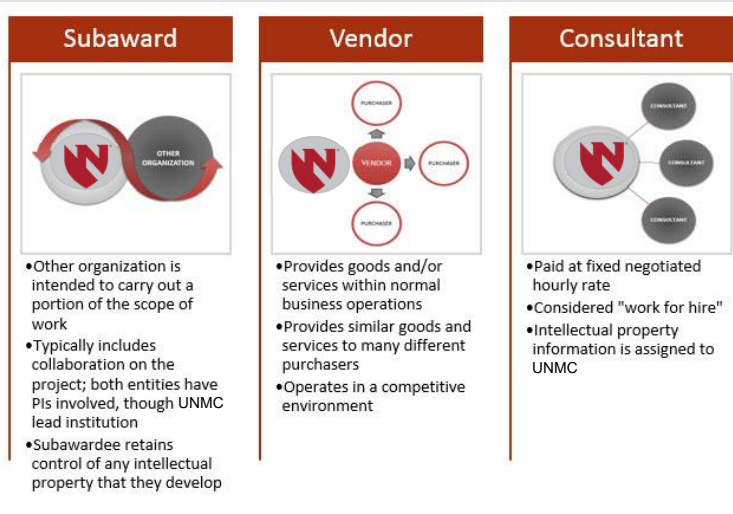 Subaward
OTHER
ORGANIZATION
•Other organization is
intended to carry out a
portion of the scope of
work
•Typically includes
collaboration on the
project; both entities have
PIs involved, though UNMC
lead institution
•Subawardee retains
control of any intellectual
property that they develop
Vendor
PURCHASER
VENDOR
PURCHASER
PURCHASER
•Provides goods and/or
services within normal
business operations
•Provides similar goods and
services to many different
purchasers
•Operates in a competitive
environment
Consultant
CONSULTANT
CONSULTANT
CONSULTANT
•Paid at fixed negotiated
hourly rate
•Considered "work for hire"
•Intellectual property
information is assigned to
UNMC